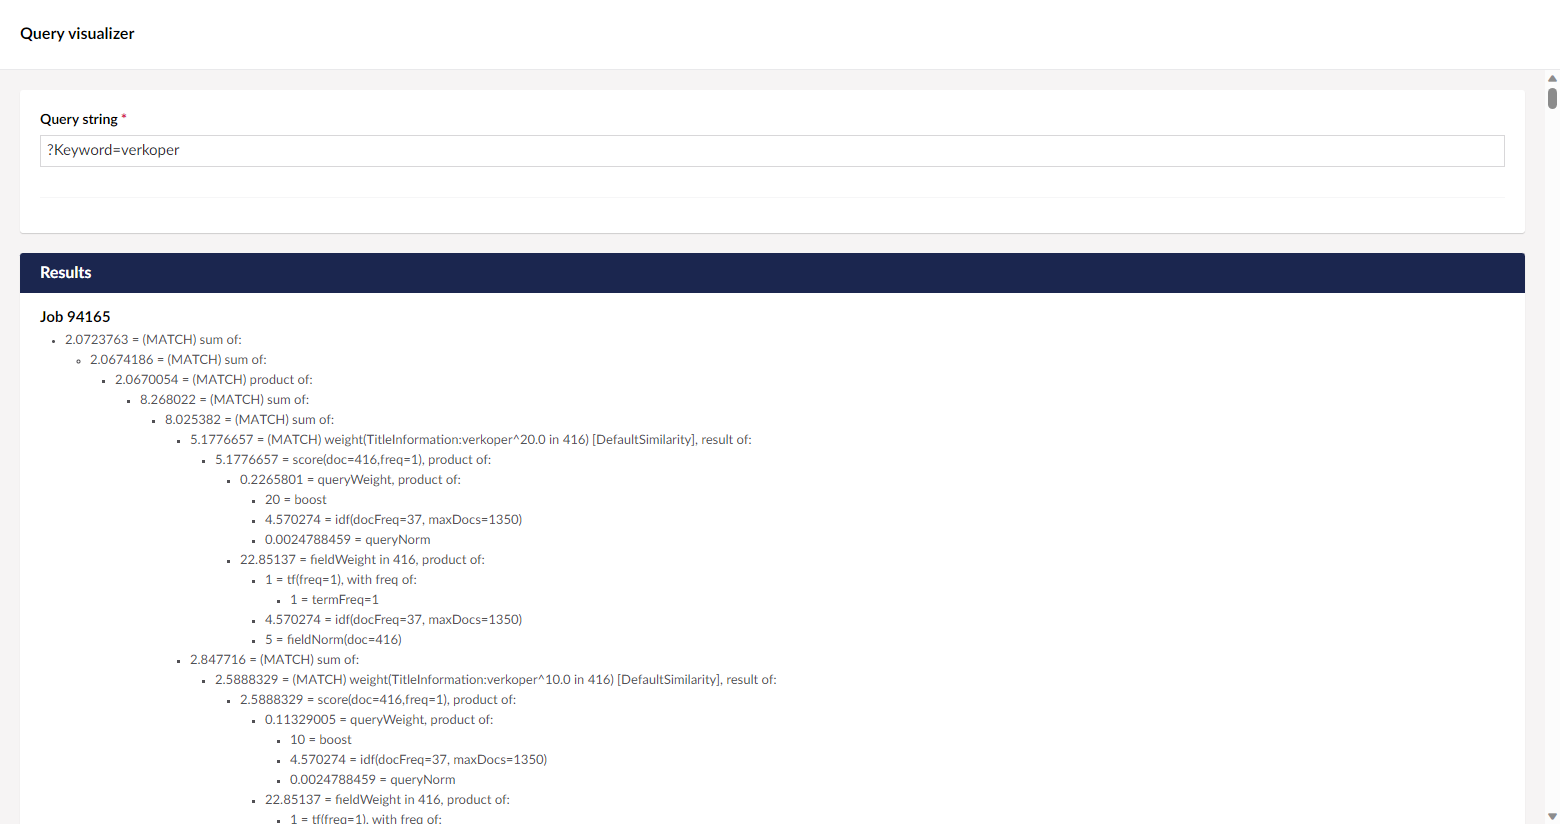 Query visualizer
Query string *
?Keyword=verkoper
Results
Job 94165
2.0723763 = (MATCH) sum of:
2.0674186 = (MATCH) sum of:
2.0670054 = (MATCH) product of:
8.268022 = (MATCH) sum of:
8.025382 = (MATCH) sum of:
5.1776657 = (MATCH) weight(TitleInformation:verkoper^20.0 in 416) [DefaultSimilarity], result of:
5.1776657 = score(doc=416,freq=1), product of:
0.2265801 = queryWeight, product of:
20 = boost
4.570274 = idf(docFreq=37, maxDocs=1350)
0.0024788459 = queryNorm
22.85137 = fieldWeight in 416, product of:
1 = tf(freq=1), with freq of:
1 = termFreq=1
4.570274 = idf(docFreq=37, maxDocs=1350)
5 = fieldNorm(doc=416)
2.847716 = (MATCH) sum of:
2.5888329 = (MATCH) weight(TitleInformation:verkoper^10.0 in 416) [DefaultSimilarity], result of:
2.5888329 = score(doc=416,freq=1), product of:
0.11329005 = queryWeight, product of:
10 = boost
4.570274 = idf(docFreq=37, maxDocs=1350)
0.0024788459 = queryNorm
22.85137 = fieldWeight in 416, product of:
1 = tf(freq=1), with freq of: